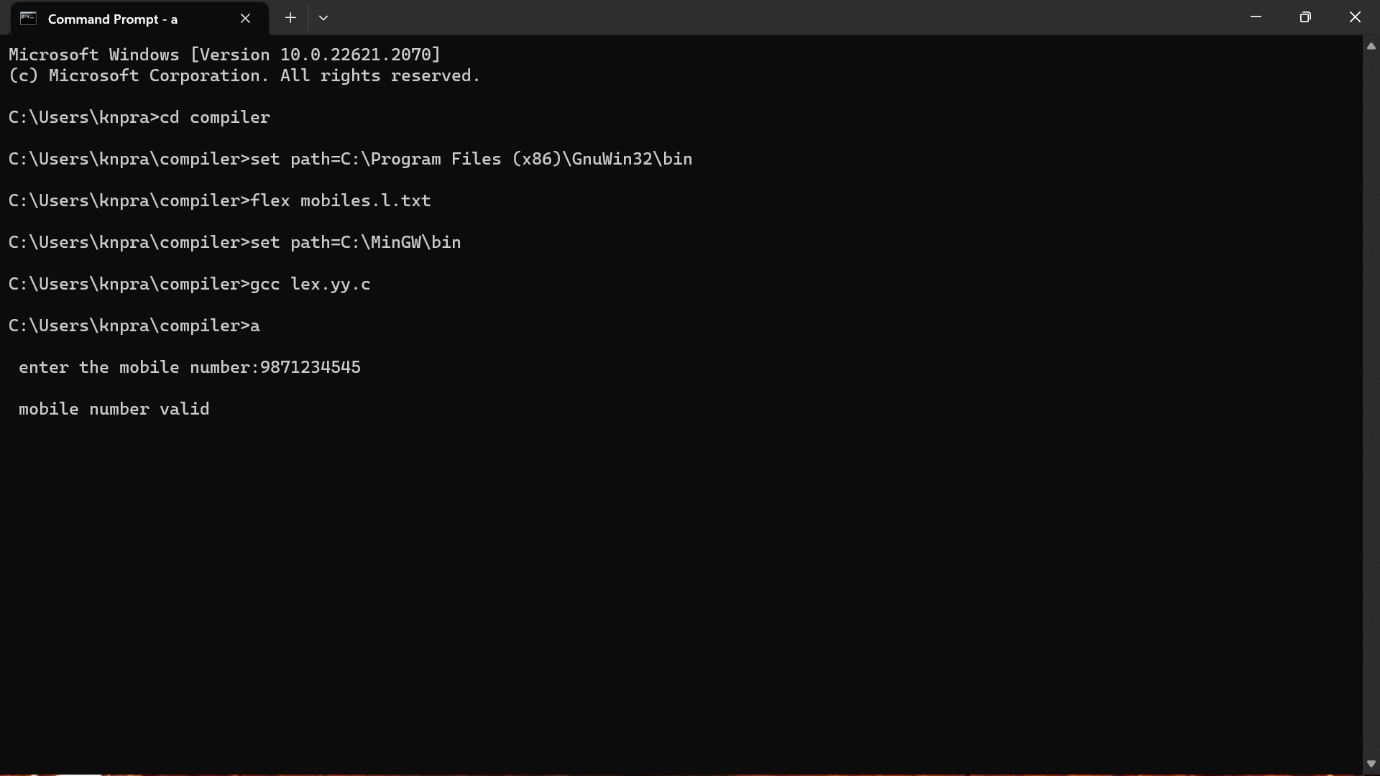 Command Prompt - a
Microsoft Windows [Version 10.0.22621.2070]
(c) Microsoft Corporation. All rights reserved.
C:\Users\knpra>cd compiler
C:\Users\knpra\compiler>set path=C:\Program Files (x86)\GnuWin32\bin
C:\Users\knpra\compiler>flex mobiles.l.txt
C:\Users\knpra\compiler>set path=C:\MinGW\bin
C:\Users\knpra\compiler>gcc lex.yy.c
C:\Users\knpra\compiler>a
enter the mobile number:9871234545
mobile number valid